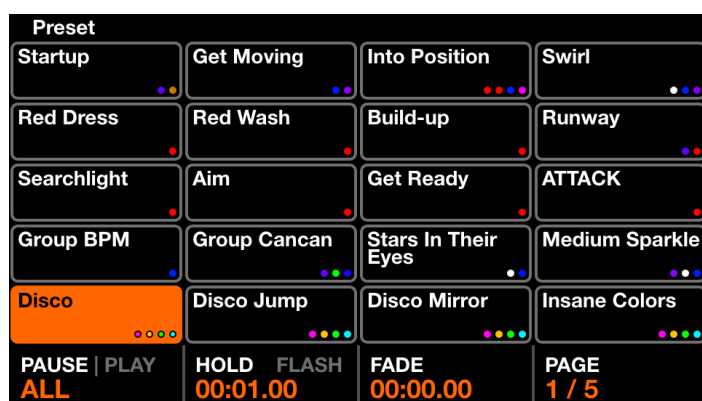 Preset
Startup
Get Moving
Into Position
Swirl
Red Dress
Red Wash
Build-up
Runway
Searchlight
Aim
Get Ready
ATTACK
Group BPM
Group Cancan
Stars In Their
Eyes
Medium Sparkle
Disco
Disco Jump
Disco Mirror
Insane Colors
PAUSE | PLAY
ALL
HOLD FLASH
00:01.00
FADE
00:00.00
PAGE
1 / 5